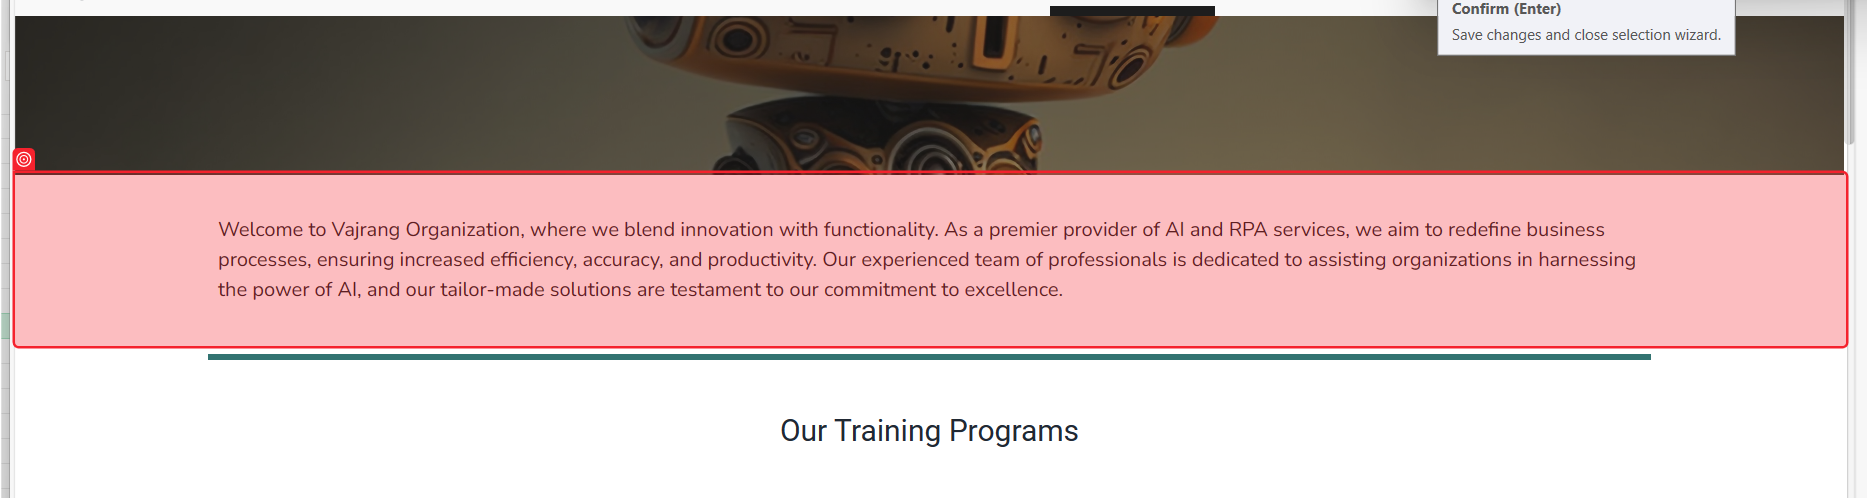 Confirm (Enter)
Save changes and close selection wizard.
Welcome to Vajrang Organization, where we blend innovation with functionality. As a premier provider of AI and RPA services, we aim to redefine business
processes, ensuring increased efficiency, accuracy, and productivity. Our experienced team of professionals is dedicated to assisting organizations in harnessing
the power of AI, and our tailor-made solutions are testament to our commitment to excellence.
Our Training Programs